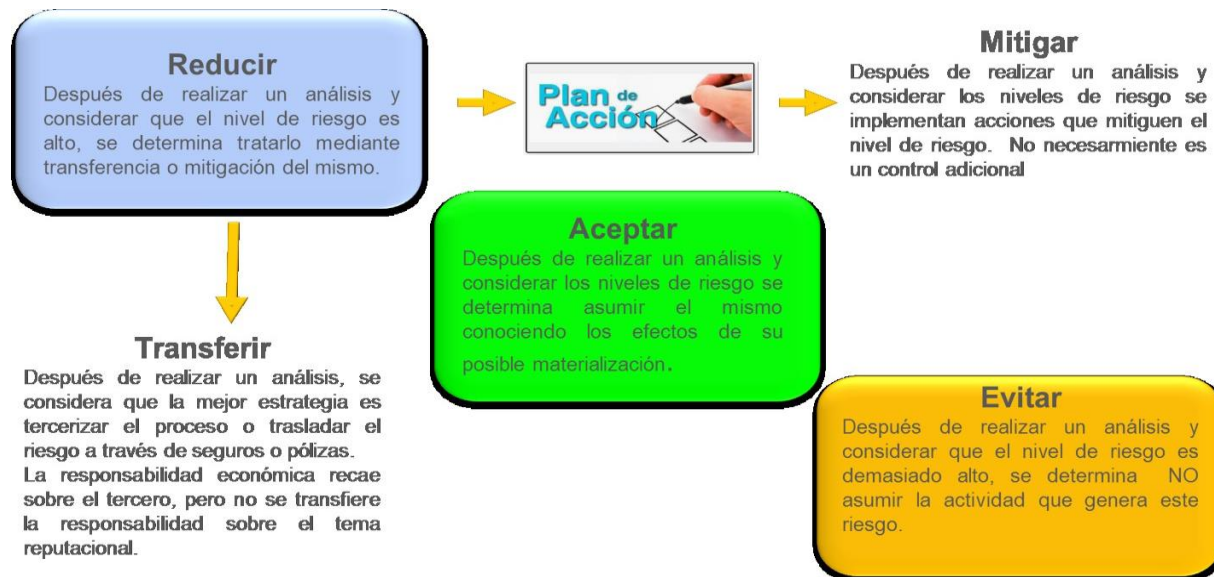 Reducir
Después de realizar un análisis y
considerar que el nivel de riesgo es
alto, se determina tratarlo mediante
transferencia o mitigación del mismo.
Plan de
Acción
Mitigar
Después de realizar un análisis y
considerar los niveles de riesgo se
implementan acciones que mitiguen el
nivel de riesgo. No necesarmiente es
un control adicional
Aceptar
Después de realizar un análisis y
considerar los niveles de riesgo se
determina asumir el mismo
conociendo los efectos de su
posible materialización.
Transferir
Después de realizar un análisis, se
considera que la mejor estrategia es
tercerizar el proceso o trasladar el
riesgo a través de seguros o pólizas.
La responsabilidad económica recae
sobre el tercero, pero no se transfiere
la responsabilidad sobre el tema
reputacional.
Evitar
Después de realizar un análisis y
considerar que el nivel de riesgo es
demasiado alto, se determina NO
asumir la actividad que genera este
riesgo.